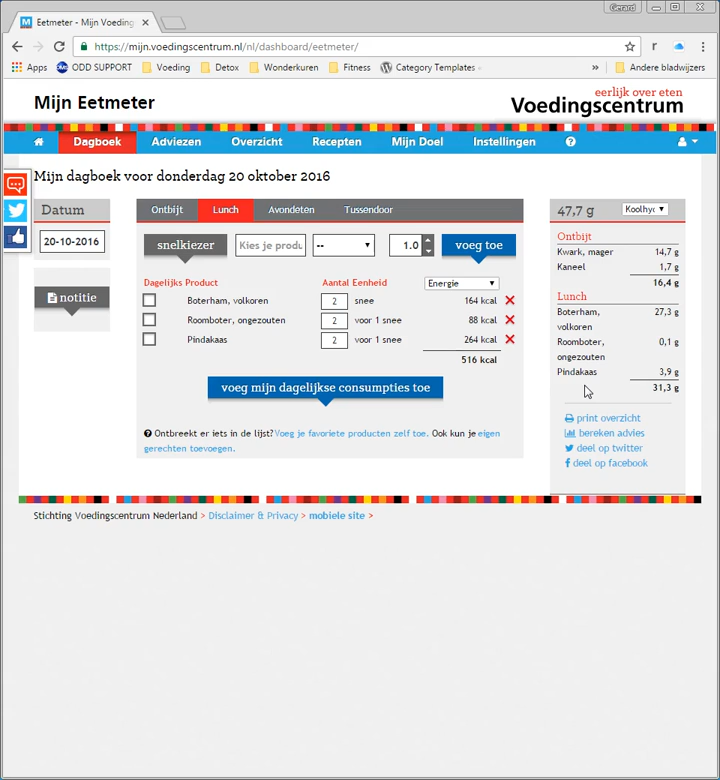 Gerard
Eetmeter - Mijn Voeding
https://mijn.voedingscentrum.nl/nl/dashboard/eetmeter/
Apps ODD SUPPORT Voeding Detox Wonderkuren Fitness Category Templates » Andere bladwijzers
Mijn Eetmeter
eerlijk over eten
Voedingscentrum
Dagboek Adviezen Overzicht Recepten Mijn Doel Instellingen
Mijn dagboek voor donderdag 20 oktober 2016
Datum
20-10-2016
notitie
Ontbijt Lunch Avondeten Tussendoor
snelkiezer Kies je produ -- 1.0 voeg toe
Dagelijks Product Aantal Eenheid Energie
Boterham, volkoren 2 snee 164 kcal
Roomboter, ongezouten 2 voor 1 snee 88 kcal
Pindakaas 2 voor 1 snee 264 kcal
516 kcal
voeg mijn dagelijkse consumpties toe
Ontbreekt er iets in de lijst? Voeg je favoriete producten zelf toe. Ook kun je eigen
gerechten toevoegen.
47,7 g Koolhyc
Ontbijt
Kwark, mager 14,7 g
Kaneel 1,7 g
16,4 g
Lunch
Boterham, 27,3 g
volkoren
Roomboter, 0,1 g
ongezouten
Pindakaas 3,9 g
31,3 g
print overzicht
bereken advies
deel op twitter
deel op facebook
Stichting Voedingscentrum Nederland > Disclaimer & Privacy > mobiele site >